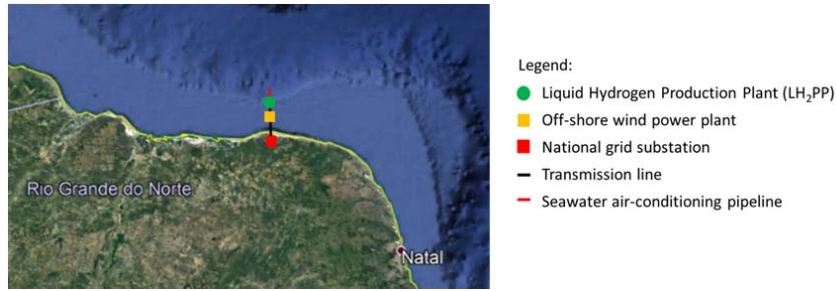 Rio Grande do Norte
Natal
Legend:
Liquid Hydrogen Production Plant (LH₂PP)
Off-shore wind power plant
National grid substation
Transmission line
Seawater air-conditioning pipeline